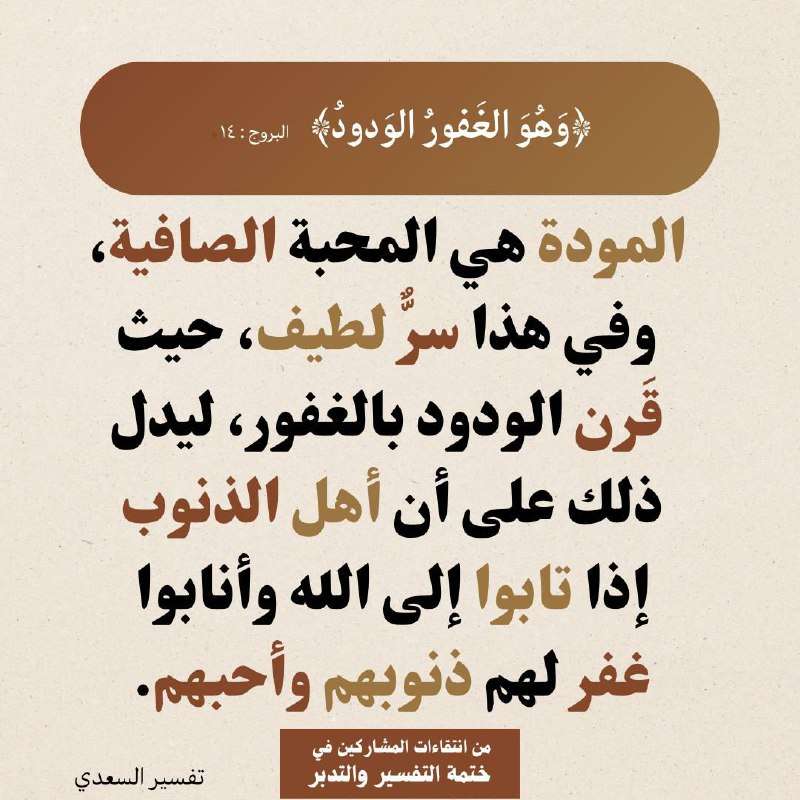 ﴿وَهُوَ الغَفورُ الوَدودُ﴾ البروج: ١٤
المودة هي المحبة الصافية،
وفي هذا سرٌّ لطيف، حيث
قَرن الودود بالغفور، ليدل
ذلك على أن أهل الذنوب
إذا تابوا إلى الله وأنابوا
غفر لهم ذنوبهم وأحبهم.
من انتقاءات المشاركين في
ختمة التفسير والتدبر
تفسير السعدي